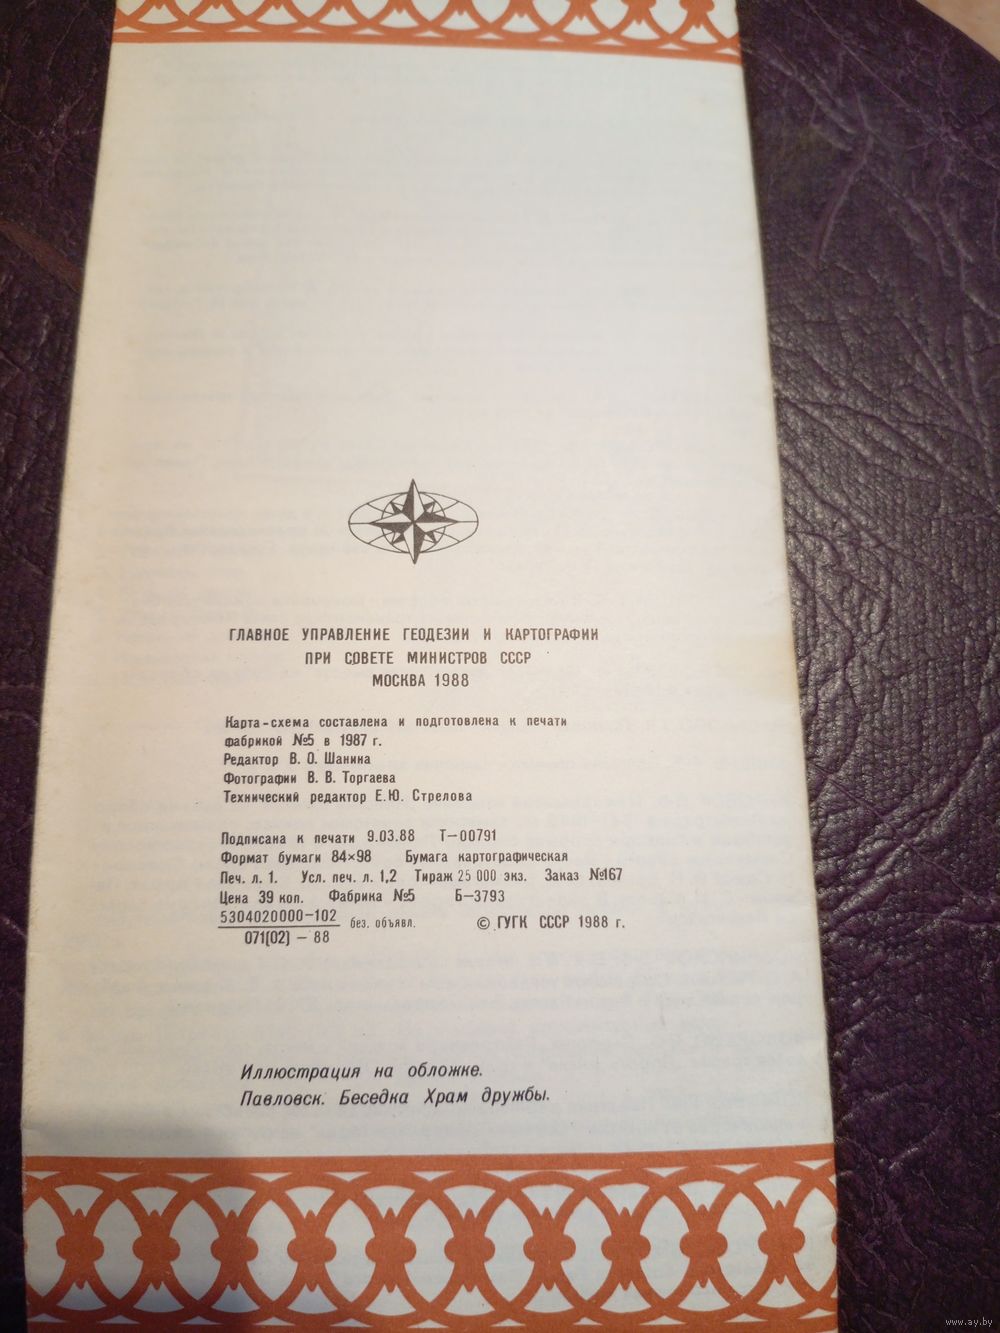 ГЛАВНОЕ УПРАВЛЕНИЕ ГЕОДЕЗИИ И КАРТОГРАФИИ
ПРИ СОВЕТЕ МИНИСТРОВ СССР
МОСКВА 1988
Карта-схема составлена и подготовлена к печати
фабрикой №5 в 1987 г.
Редактор В. О. Шанина
Фотографии В. В. Торгаева
Технический редактор Е.Ю. Стрелова
Подписана к печати 9.03.88 Т—00791
Формат бумаги 84×98 Бумага картографическая
Печ. л. 1. Усл. печ. л. 1,2 Тираж 25 000 экз. Заказ №167
Цена 39 коп. Фабрика №5 Б—3793
5304020000—102
071(02) — 88
без. объявл. © ГУГК СССР 1988 г.
Иллюстрация на обложке.
Павловск. Беседка Храм дружбы.
www.ay.by